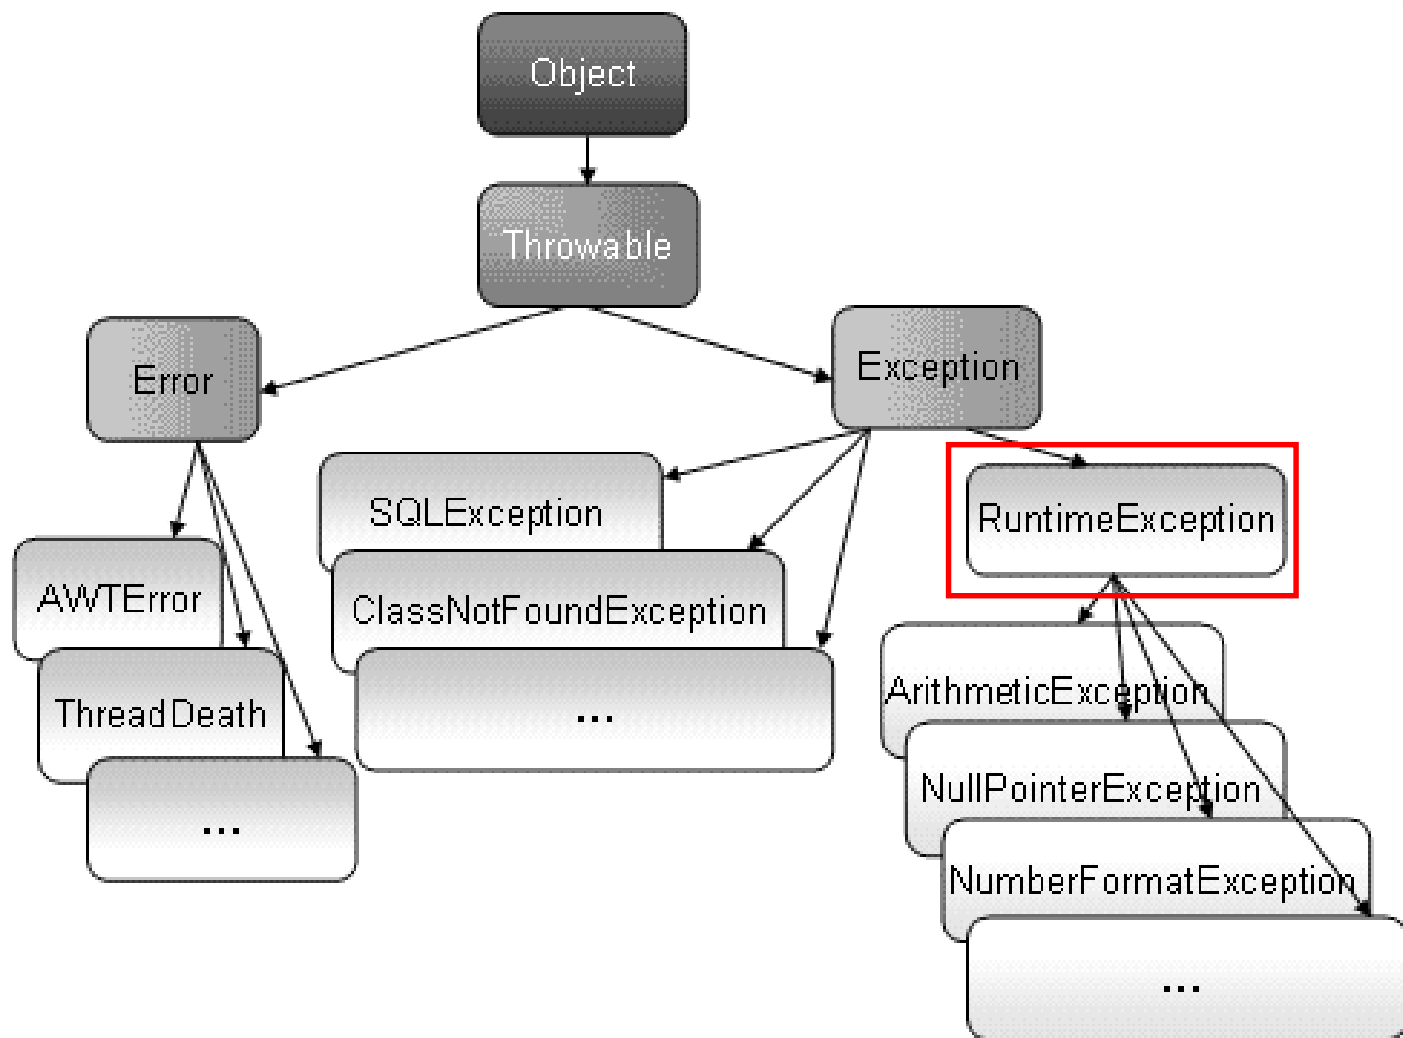 Object
Throwable
Error
Exception
SQLException
RuntimeException
AWTError
ClassNotFoundException
ThreadDeath
...
ArithmeticException
NullPointerException
...
NumberFormatException
...